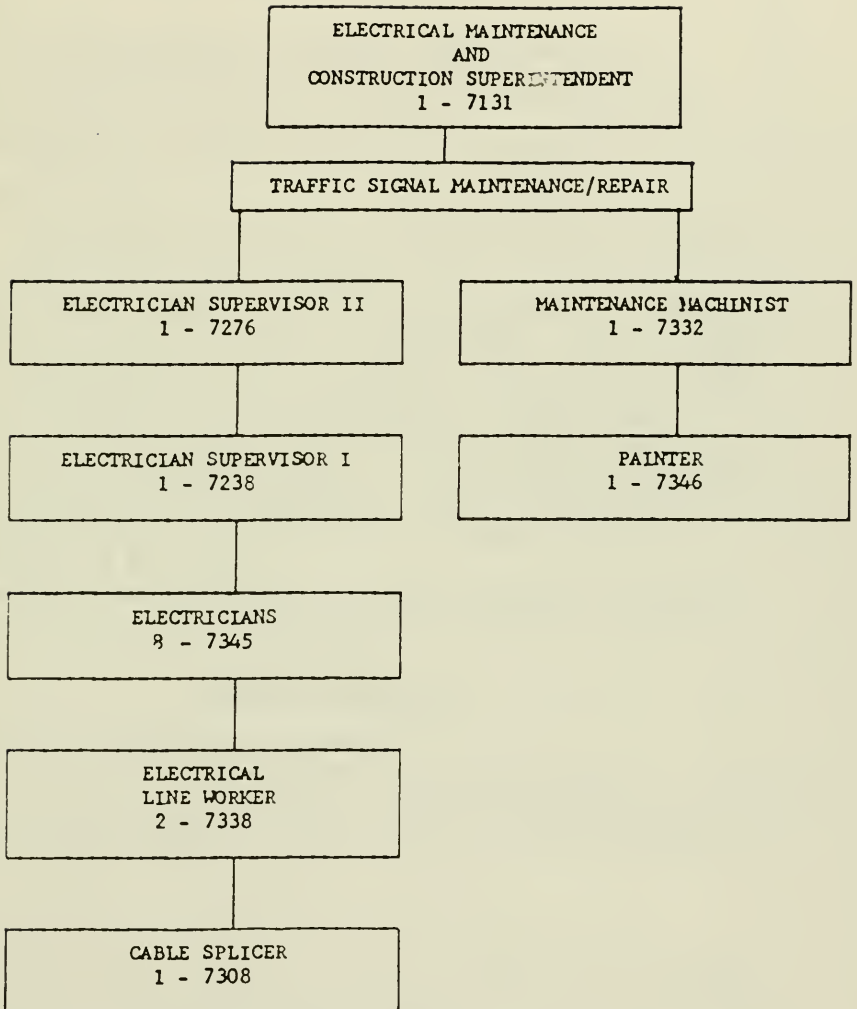 ELECTRICAL MAINTENANCE
AND
CONSTRUCTION SUPERINTENDENT
1 - 7131
TRAFFIC SIGNAL MAINTENANCE/REPAIR
ELECTRICIAN SUPERVISOR II
1 - 7276
MAINTENANCE MACHINIST
1 - 7332
ELECTRICIAN SUPERVISOR I
1 - 7238
PAINTER
1 - 7346
ELECTRICIANS
8 - 7345
ELECTRICAL
LINE WORKER
2 - 7338
CABLE SPLICER
1 - 7308